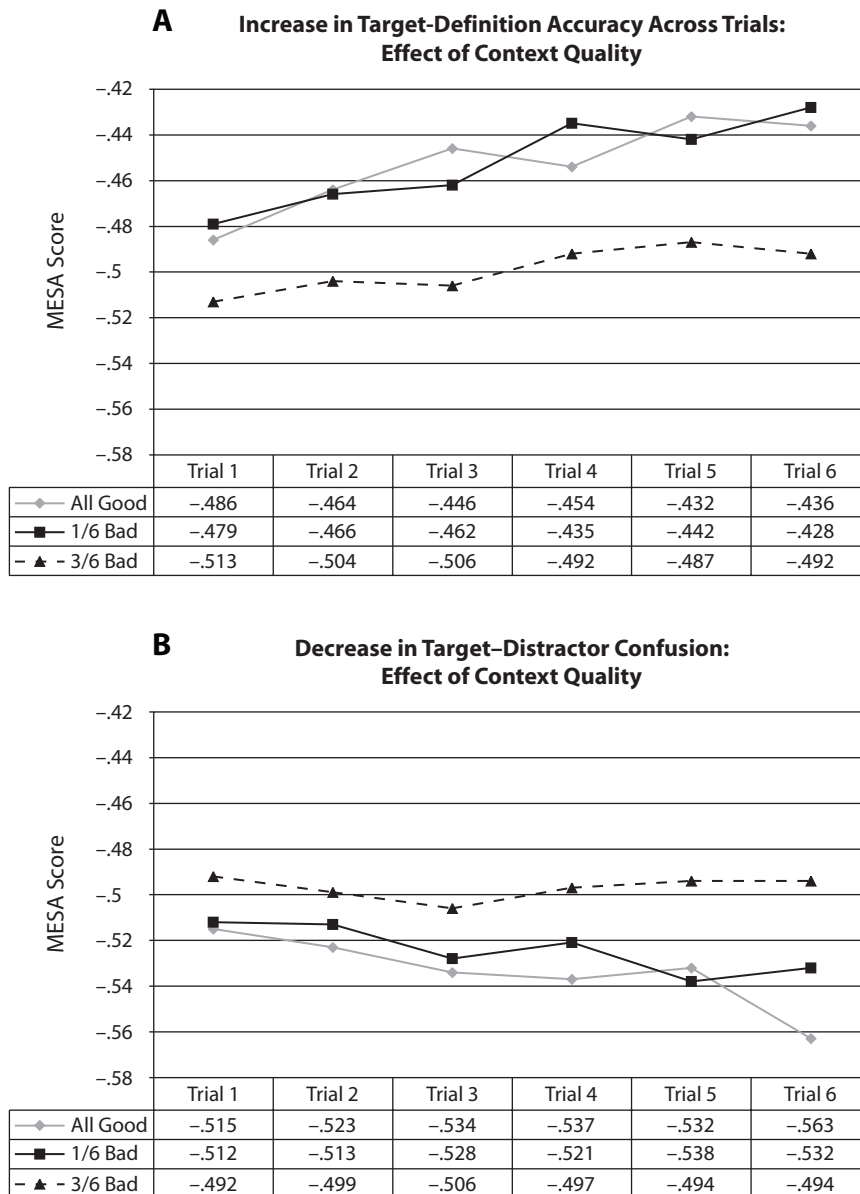 A Increase in Target-Definition Accuracy Across Trials:
Effect of Context Quality
–.42
–.44
–.46
–.48
–.5
–.52
–.54
–.56
–.58
MESA Score
Trial 1 Trial 2 Trial 3 Trial 4 Trial 5 Trial 6
All Good –.486 –.464 –.446 –.454 –.432 –.436
1/6 Bad –.479 –.466 –.462 –.435 –.442 –.428
3/6 Bad –.513 –.504 –.506 –.492 –.487 –.492
B Decrease in Target–Distractor Confusion:
Effect of Context Quality
–.42
–.44
–.46
–.48
–.5
–.52
–.54
–.56
–.58
MESA Score
Trial 1 Trial 2 Trial 3 Trial 4 Trial 5 Trial 6
All Good –.515 –.523 –.534 –.537 –.532 –.563
1/6 Bad –.512 –.513 –.528 –.521 –.538 –.532
3/6 Bad –.492 –.499 –.506 –.497 –.494 –.494